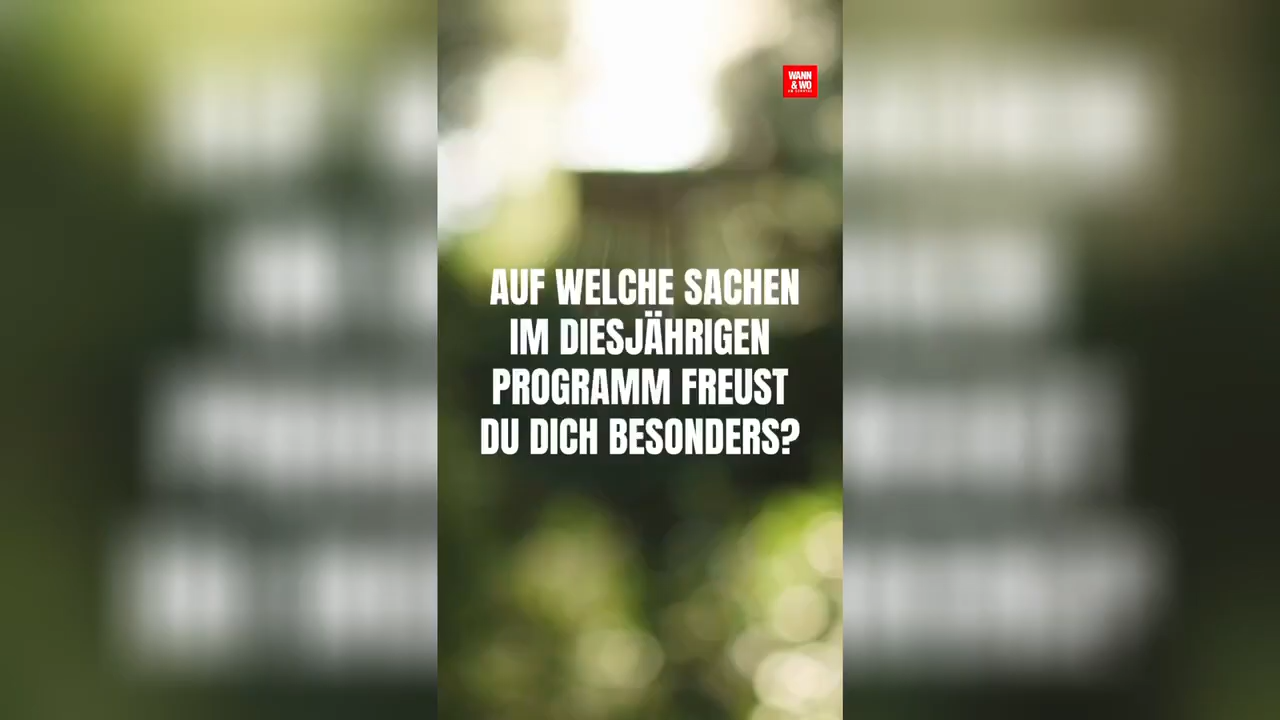 WANN
& WO
AUF WELCHE SACHEN
IM DIESJÄHRIGEN
PROGRAMM FREUST
DU DICH BESONDERS?